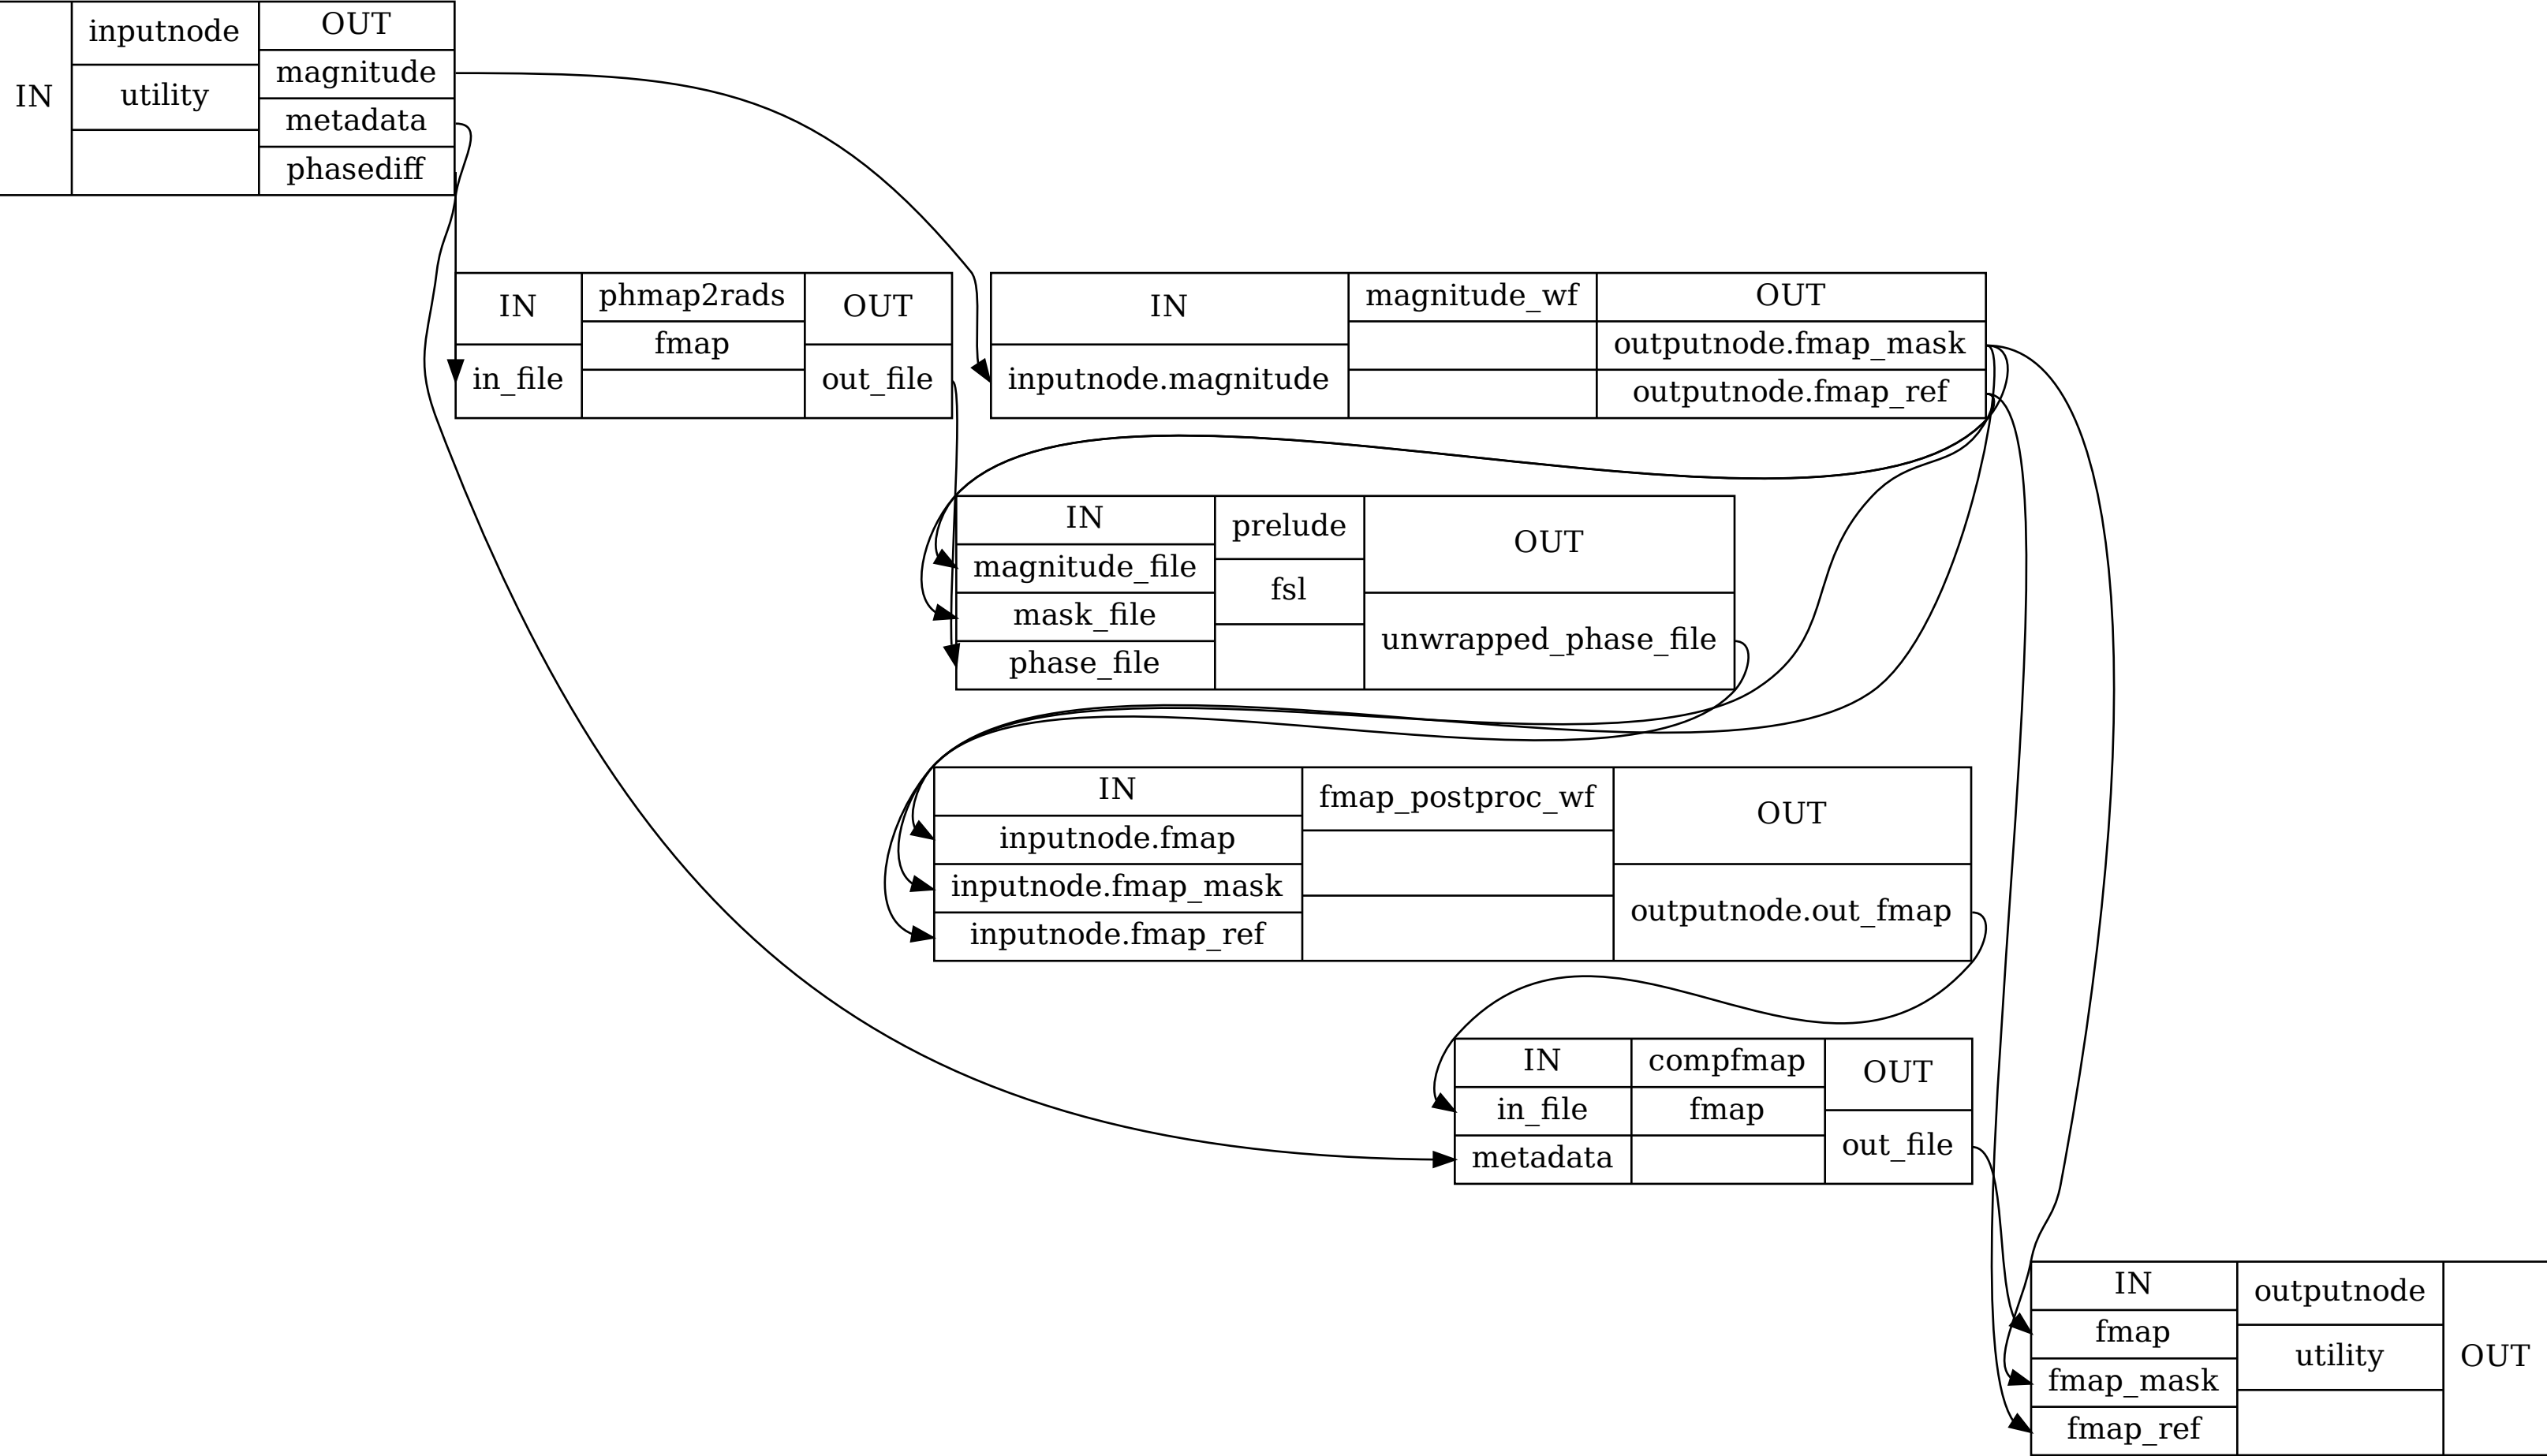 IN
inputnode
utility
OUT
magnitude
metadata
phasediff
IN
in_file
phmap2rads
fmap
OUT
out_file
IN
inputnode.magnitude
magnitude_wf
OUT
outputnode.fmap_mask
outputnode.fmap_ref
IN
magnitude_file
mask_file
phase_file
prelude
fsl
OUT
unwrapped_phase_file
IN
inputnode.fmap
inputnode.fmap_mask
inputnode.fmap_ref
fmap_postproc_wf
OUT
outputnode.out_fmap
IN
in_file
metadata
compfmap
fmap
OUT
out_file
IN
fmap
fmap_mask
fmap_ref
outputnode
utility
OUT